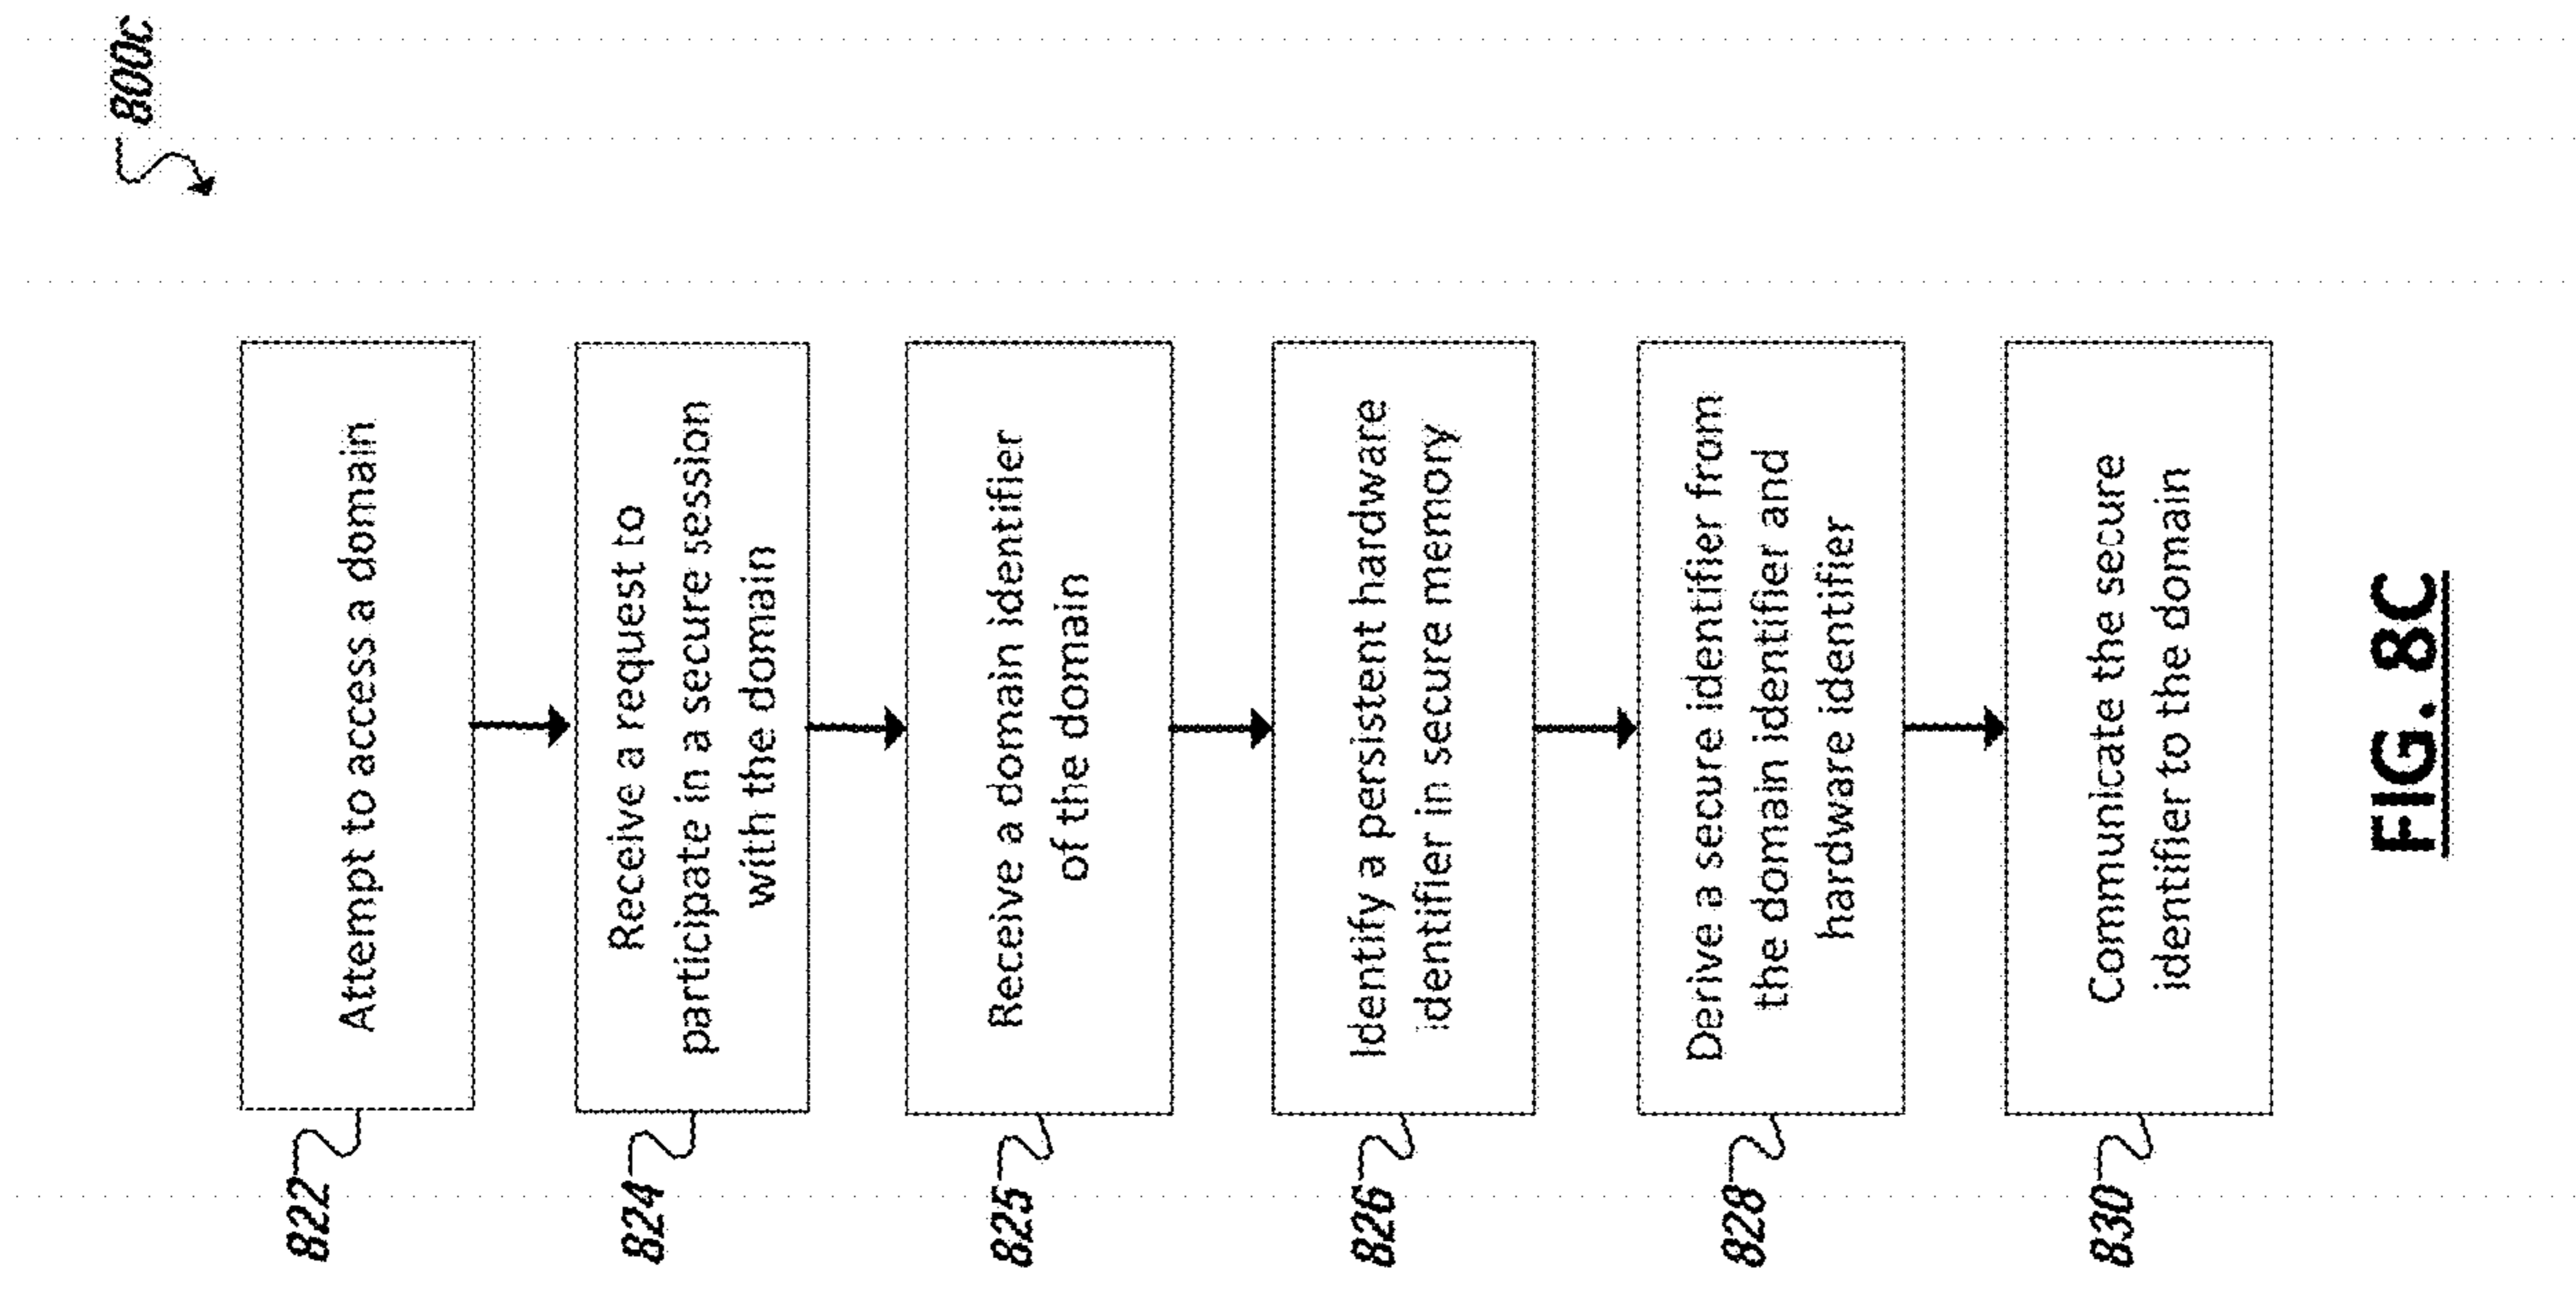 800c
822
Attempt to access a domain
824
Receive a request to
participate in a secure session
with the domain
825
Receive a domain identifier
of the domain
826
Identify a persistent hardware
identifier in secure memory
828
Derive a secure identifier from
the domain identifier and
hardware identifier
830
Communicate the secure
identifier to the domain
FIG. 8C